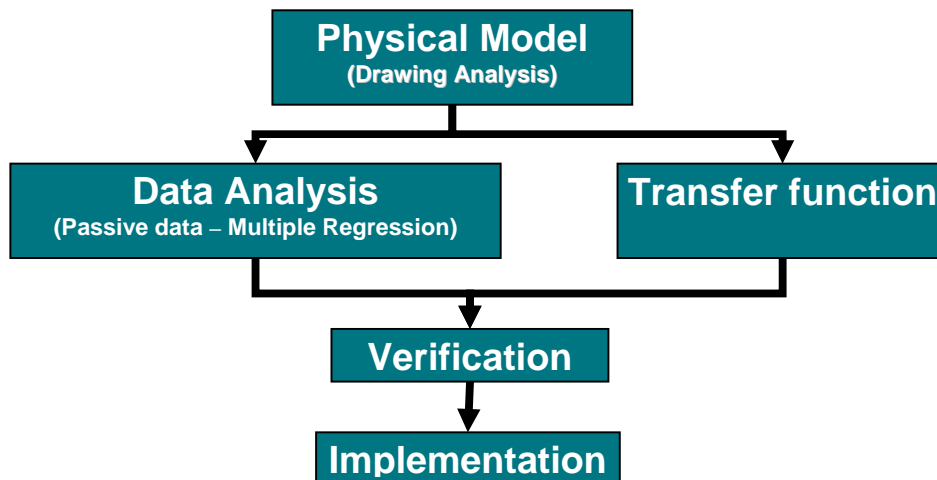 Physical Model
(Drawing Analysis)
Data Analysis
(Passive data – Multiple Regression)
Transfer function
Verification
Implementation